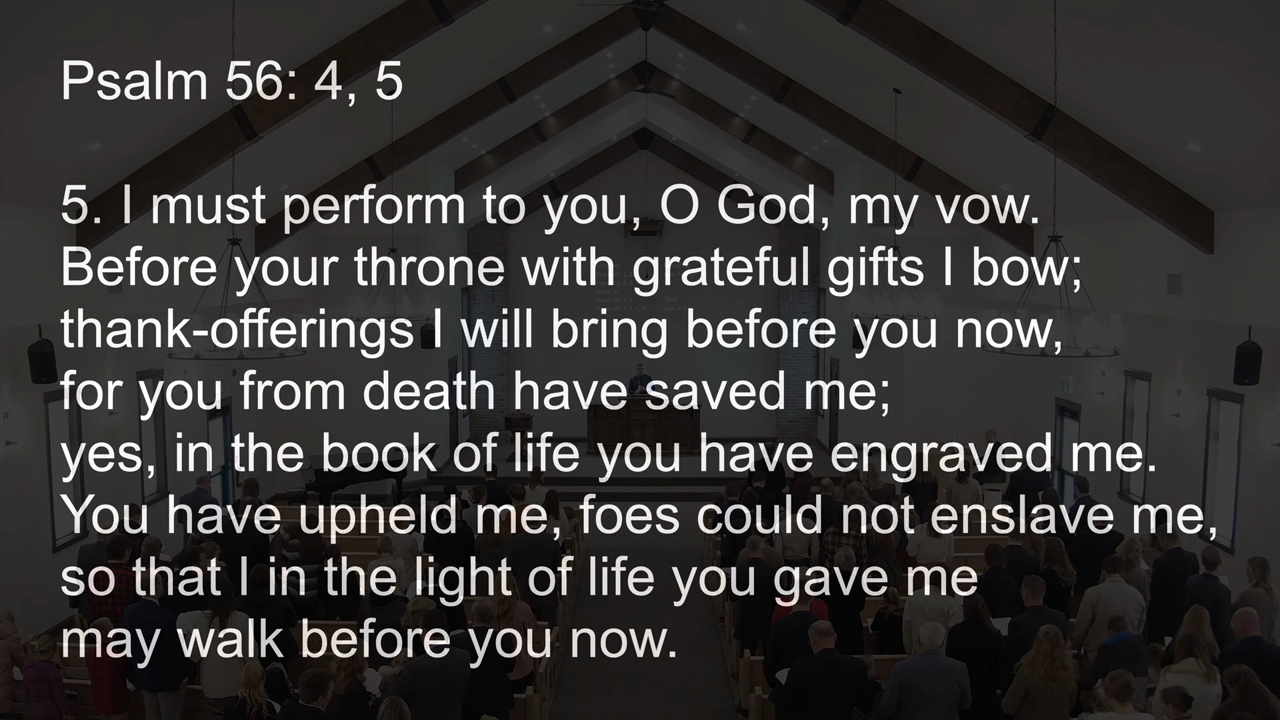 Psalm 56: 4, 5
5. I must perform to you, O God, my vow.
Before your throne with grateful gifts I bow;
thank-offerings I will bring before you now,
for you from death have saved me;
yes, in the book of life you have engraved me.
You have upheld me, foes could not enslave me,
so that I in the light of life you gave me
may walk before you now.